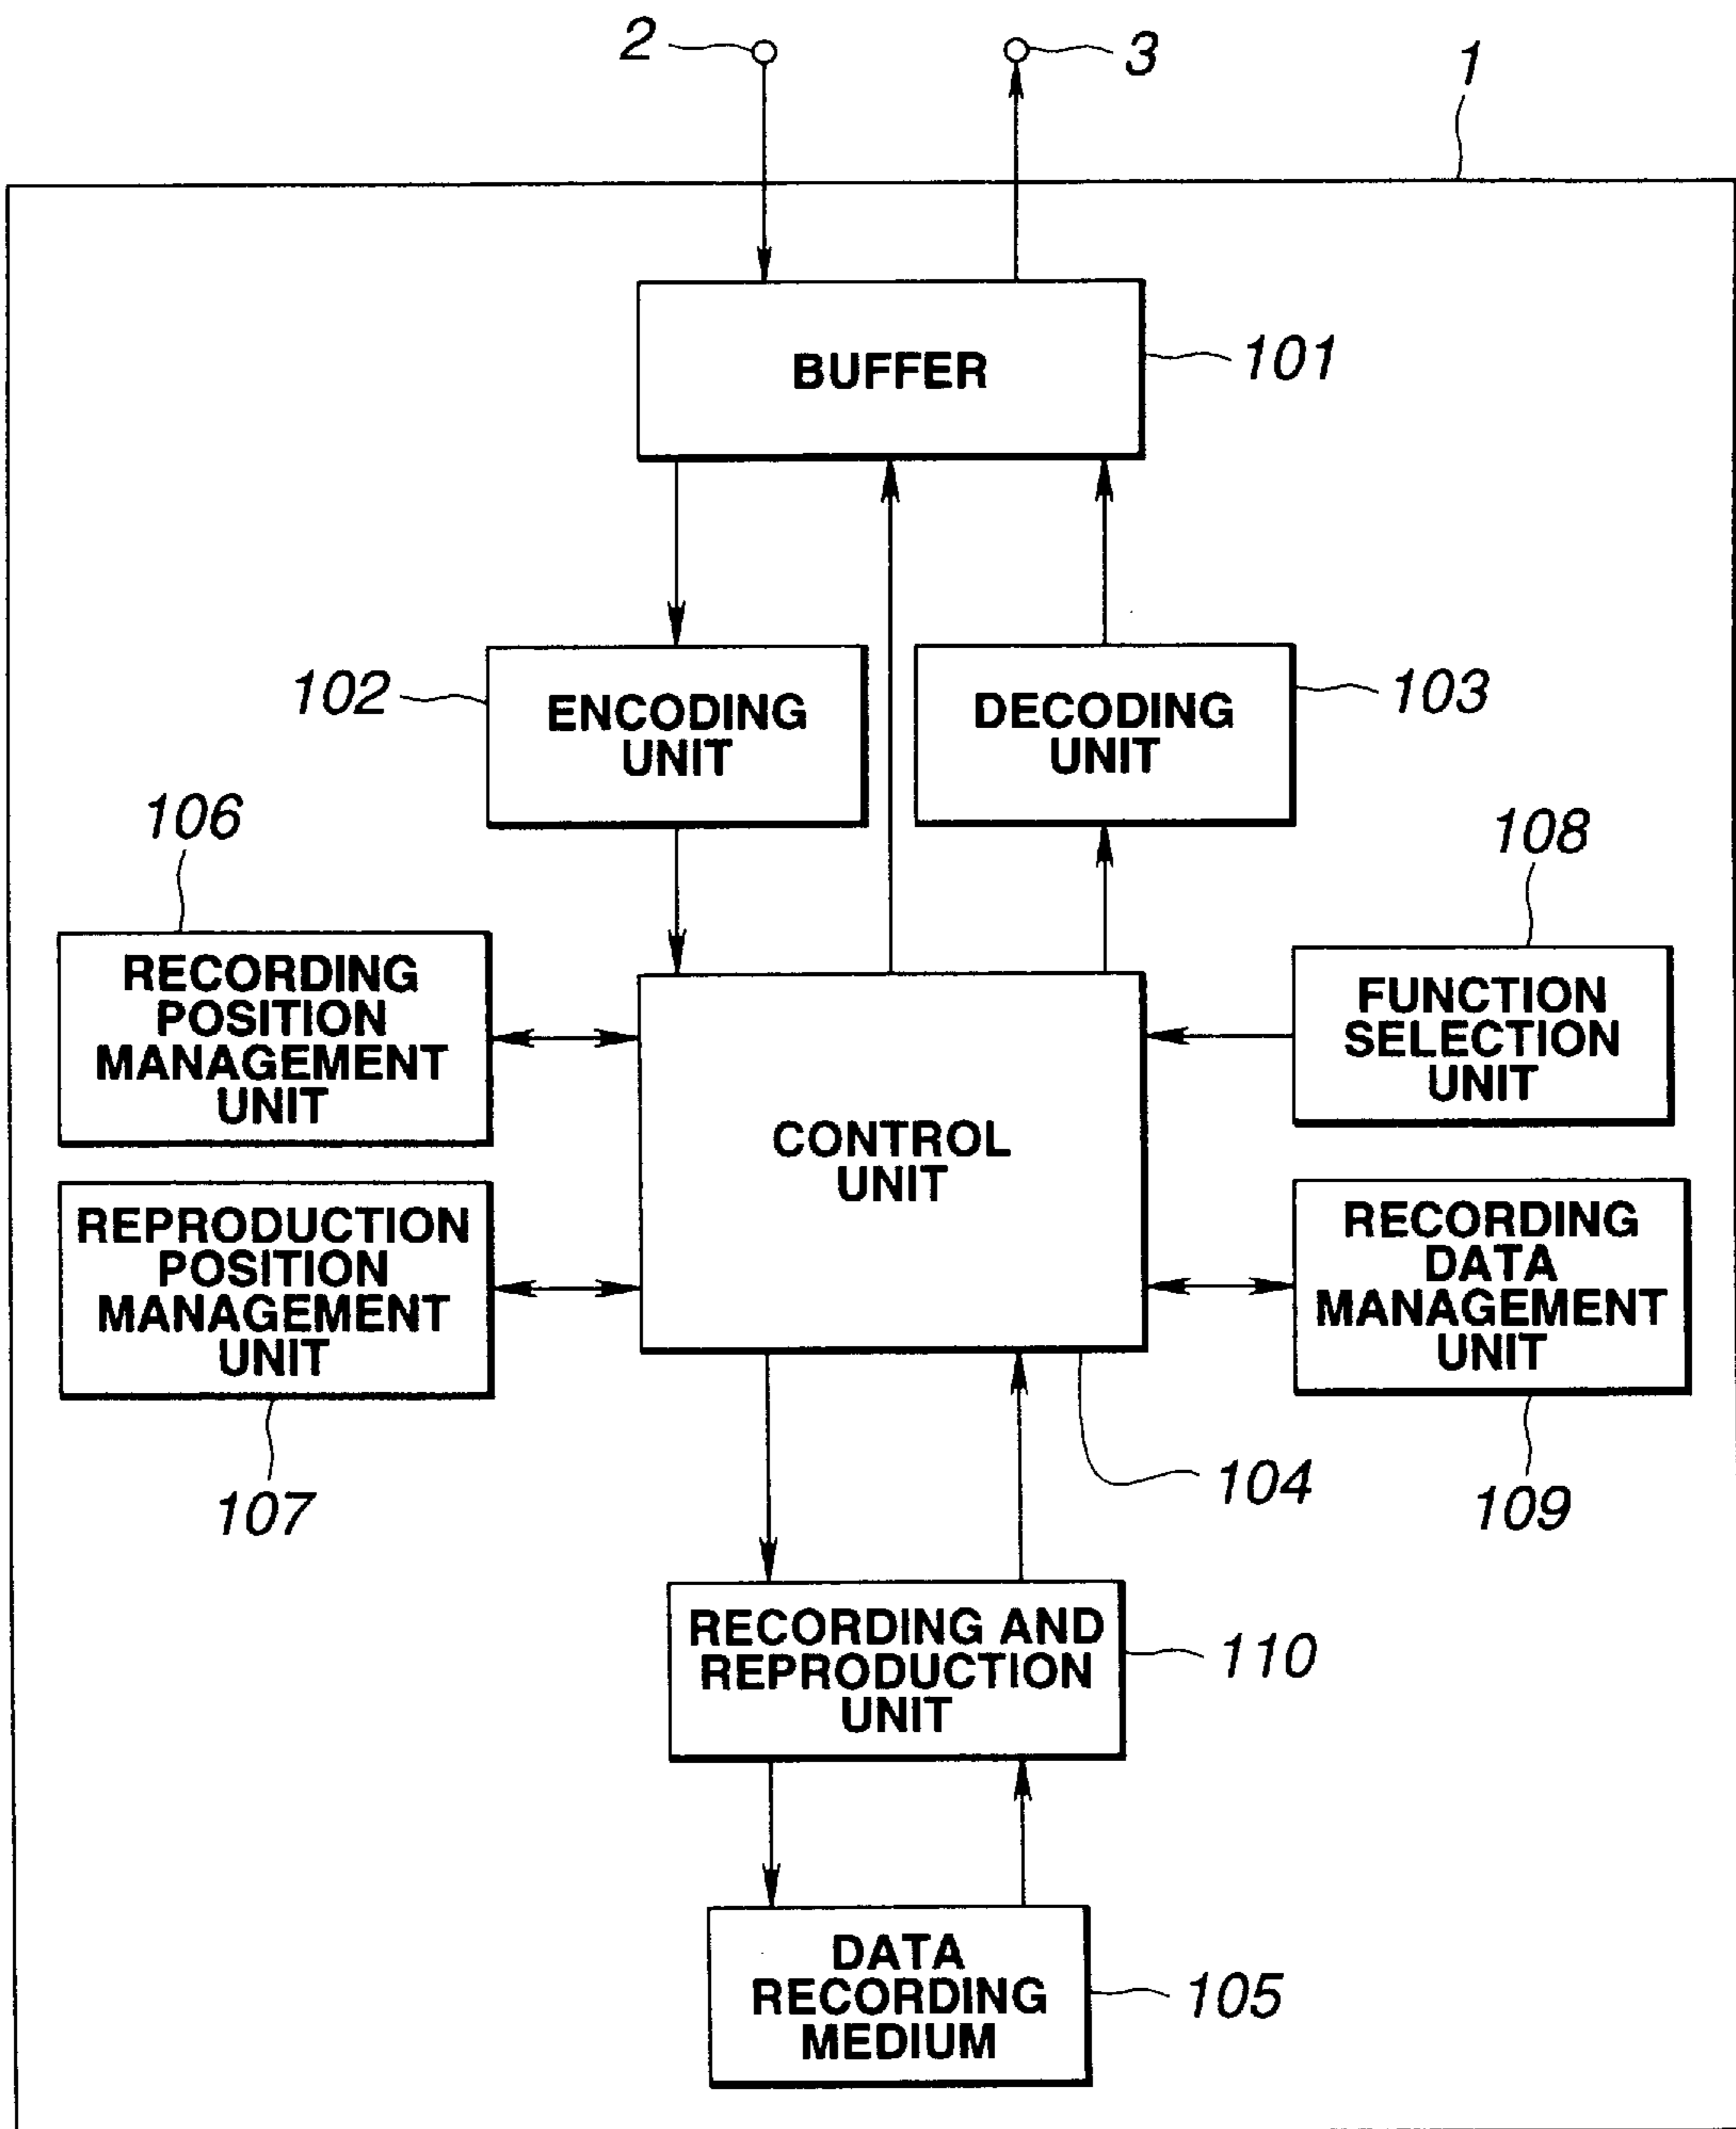 2
3
1
BUFFER
101
102
ENCODING
UNIT
DECODING
UNIT
103
106
108
RECORDING
POSITION
MANAGEMENT
UNIT
FUNCTION
SELECTION
UNIT
CONTROL
UNIT
REPRODUCTION
POSITION
MANAGEMENT
UNIT
RECORDING
DATA
MANAGEMENT
UNIT
107
104
109
RECORDING AND
REPRODUCTION
UNIT
110
DATA
RECORDING
MEDIUM
105